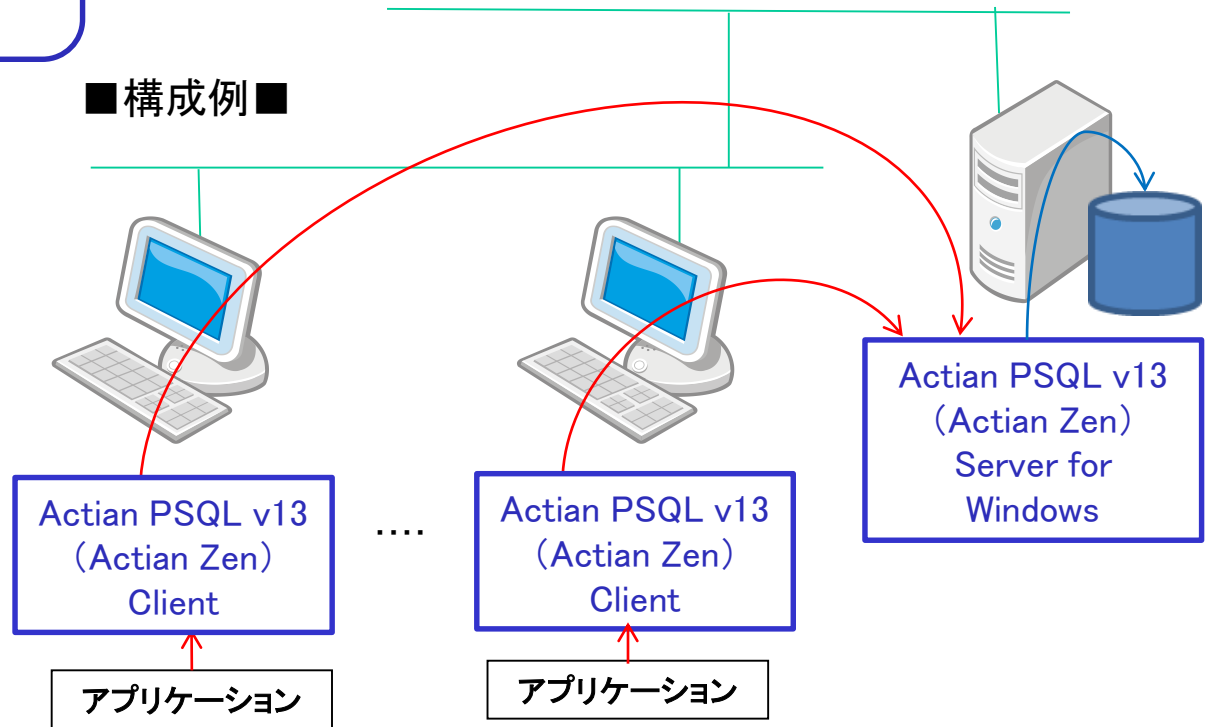 ■構成例■
Actian PSQL v13
（Actian Zen）
Server for
Windows
Actian PSQL v13
（Actian Zen）
Client
‥‥
Actian PSQL v13
（Actian Zen）
Client
アプリケーション
アプリケーション